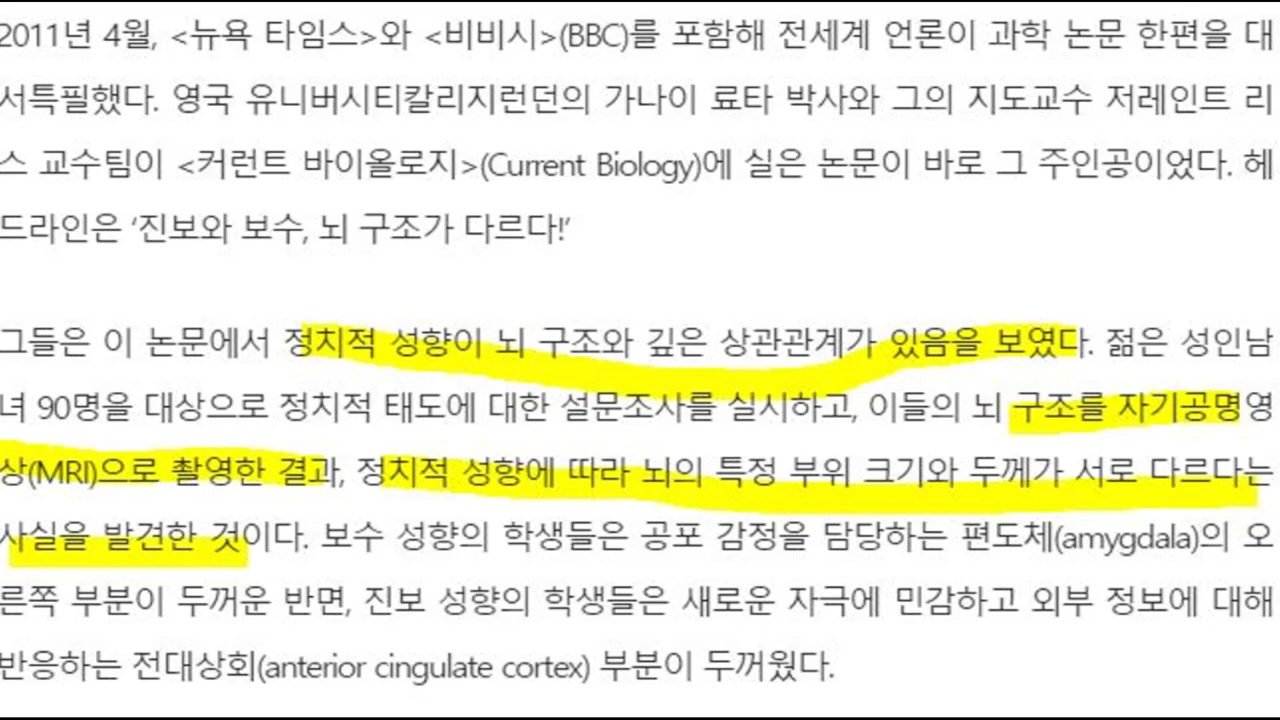 2011년 4월, <뉴욕 타임스>와 <비비시>(BBC)를 포함해 전세계 언론이 과학 논문 한편을 대
서특필했다. 영국 유니버시티칼리지런던의 가나이 료타 박사와 그의 지도교수 저레인트 리
스 교수팀이 <커런트 바이올로지>(Current Biology)에 실은 논문이 바로 그 주인공이었다. 헤
드라인은 ‘진보와 보수, 뇌 구조가 다르다!’
그들은 이 논문에서 정치적 성향이 뇌 구조와 깊은 상관관계가 있음을 보였다. 젊은 성인남
녀 90명을 대상으로 정치적 태도에 대한 설문조사를 실시하고, 이들의 뇌 구조를 자기공명영
상(MRI)으로 촬영한 결과, 정치적 성향에 따라 뇌의 특정 부위 크기와 두께가 서로 다르다는
사실을 발견한 것이다. 보수 성향의 학생들은 공포 감정을 담당하는 편도체(amygdala)의 오
른쪽 부분이 두꺼운 반면, 진보 성향의 학생들은 새로운 자극에 민감하고 외부 정보에 대해
반응하는 전대상회(anterior cingulate cortex) 부분이 두꺼웠다.